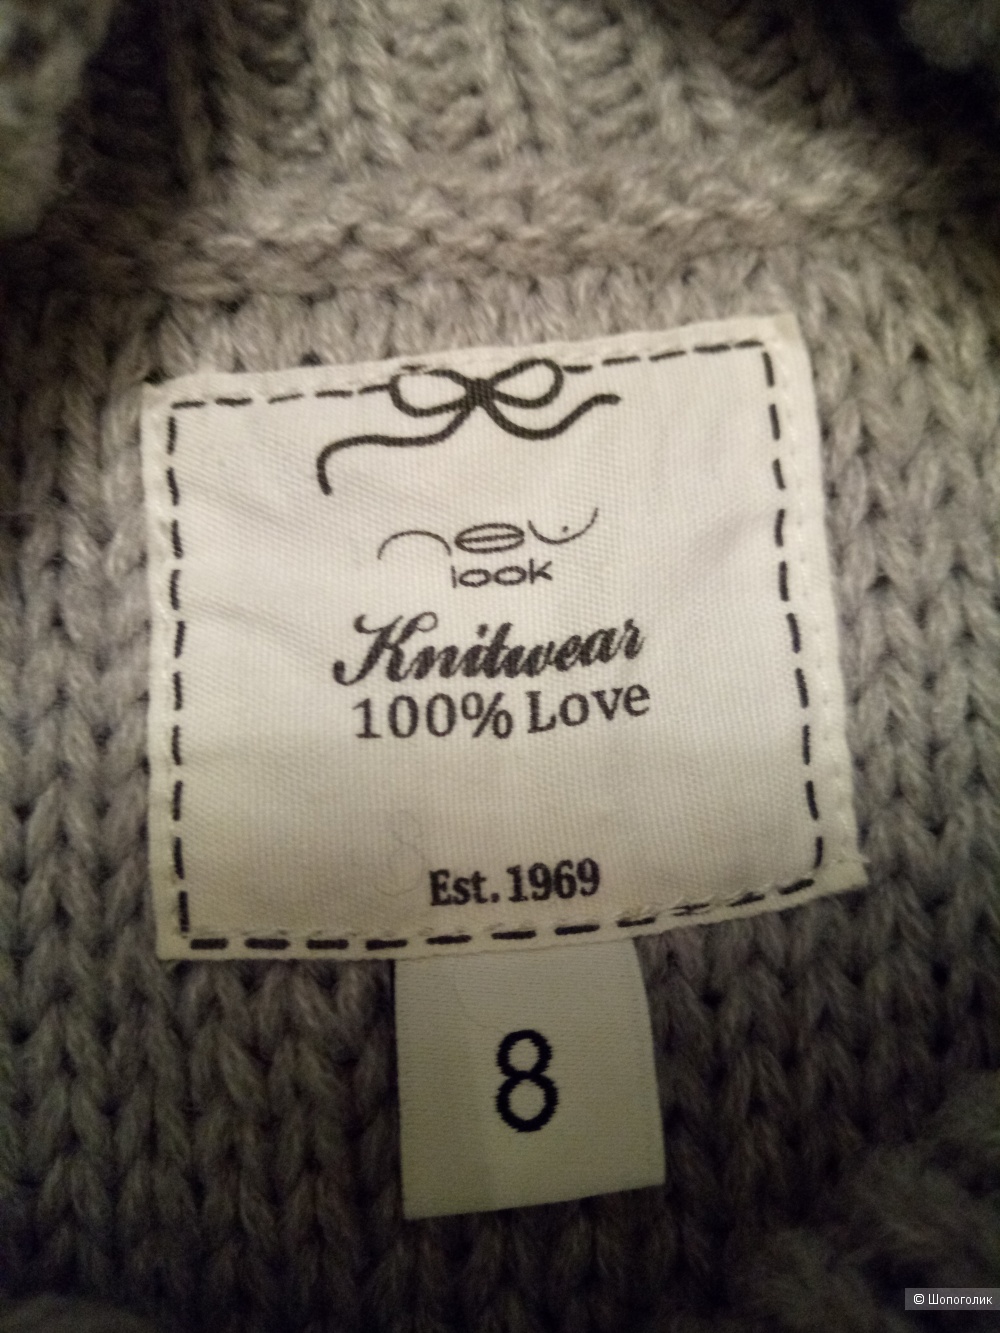 new
look
Knitwear
100% Love
Est. 1969
8
© Шопоголик